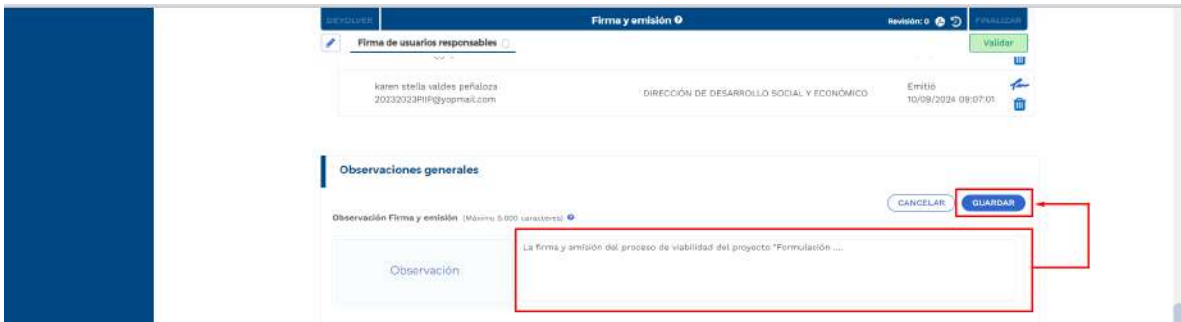 DEVOLVER
Firma y emisión
Revisión: 0
FINALIZAR
Firma de usuarios responsables
Validar
karen stella valdes peñaloza
20232023PIIP@yopmail.com
DIRECCIÓN DE DESARROLLO SOCIAL Y ECONÓMICO
Emitió
10/09/2024 09:07:01
Observaciones generales
CANCELAR
GUARDAR
Observación Firma y emisión (Máximo 5.000 caracteres)
Observación
La firma y emisión del proceso de viabilidad del proyecto "Formulación ....